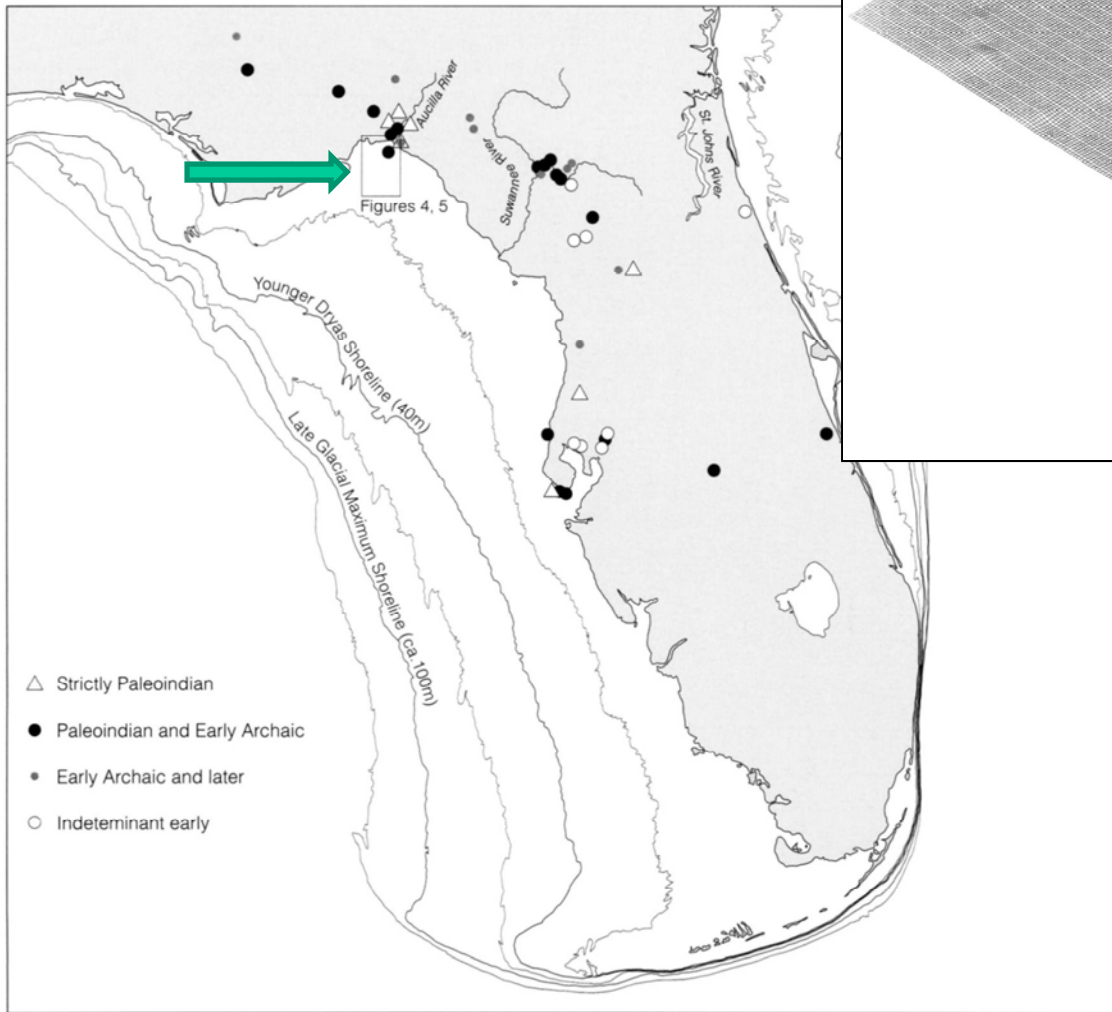 Aucilla River
Suwannee River
St. Johns River
Figures 4, 5
Younger Dryas Shoreline (40m)
Late Glacial Maximum Shoreline (ca.100m)
Strictly Paleoindian
Paleoindian and Early Archaic
Early Archaic and later
Indeterminant early